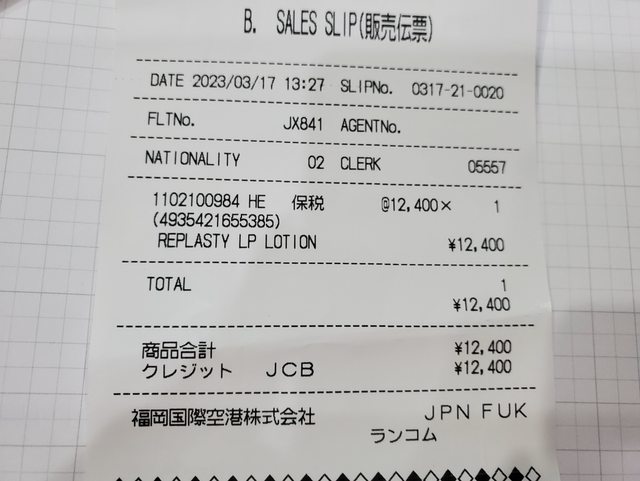 B. SALES SLIP(販売伝票)
DATE 2023/03/17 13:27 SLIPNo. 0317-21-0020
FLTNo. JX841 AGENTNo.
NATIONALITY 02 CLERK 05557
1102100984 HE 保税 @12,400× 1
(4935421655385)
REPLASTY LP LOTION ¥12,400
TOTAL 1
¥12,400
商品合計 ¥12,400
クレジット JCB ¥12,400
福岡国際空港株式会社 JPN FUK
ランコム